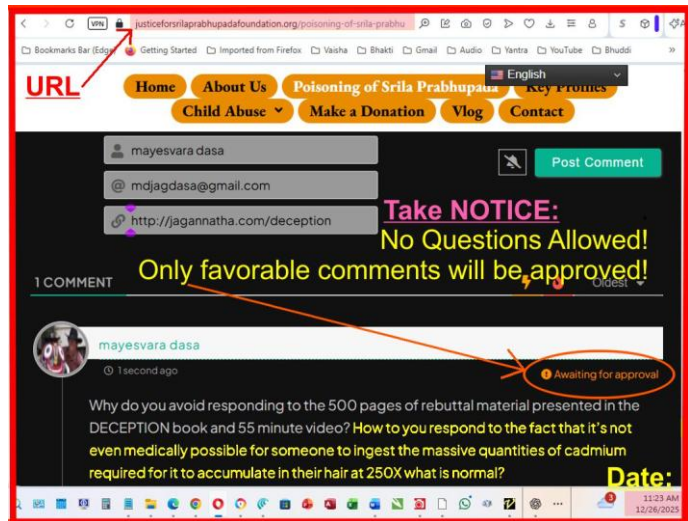 VPN justiceforsrilaprabhupadafoundation.org/poisoning-of-srila-prabhu
Bookmarks Bar (Edge) Getting Started Imported from Firefox Vaisha Bhakti Gmail Audio Yantra YouTube Bhuddi »
URL
English
Home About Us Poisoning of Srila Prabhupada Key Profiles
Child Abuse Make a Donation Vlog Contact
mayesvara dasa
Post Comment
@ mdjagdasa@gmail.com
http://jagannatha.com/deception
Take NOTICE:
No Questions Allowed!
Only favorable comments will be approved!
1 COMMENT
Oldest
mayesvara dasa
1 second ago
Awaiting for approval
Why do you avoid responding to the 500 pages of rebuttal material presented in the
DECEPTION book and 55 minute video? How to you respond to the fact that it's not
even medically possible for someone to ingest the massive quantities of cadmium
required for it to accumulate in their hair at 250X what is normal?
Date:
11:23 AM
12/26/2025